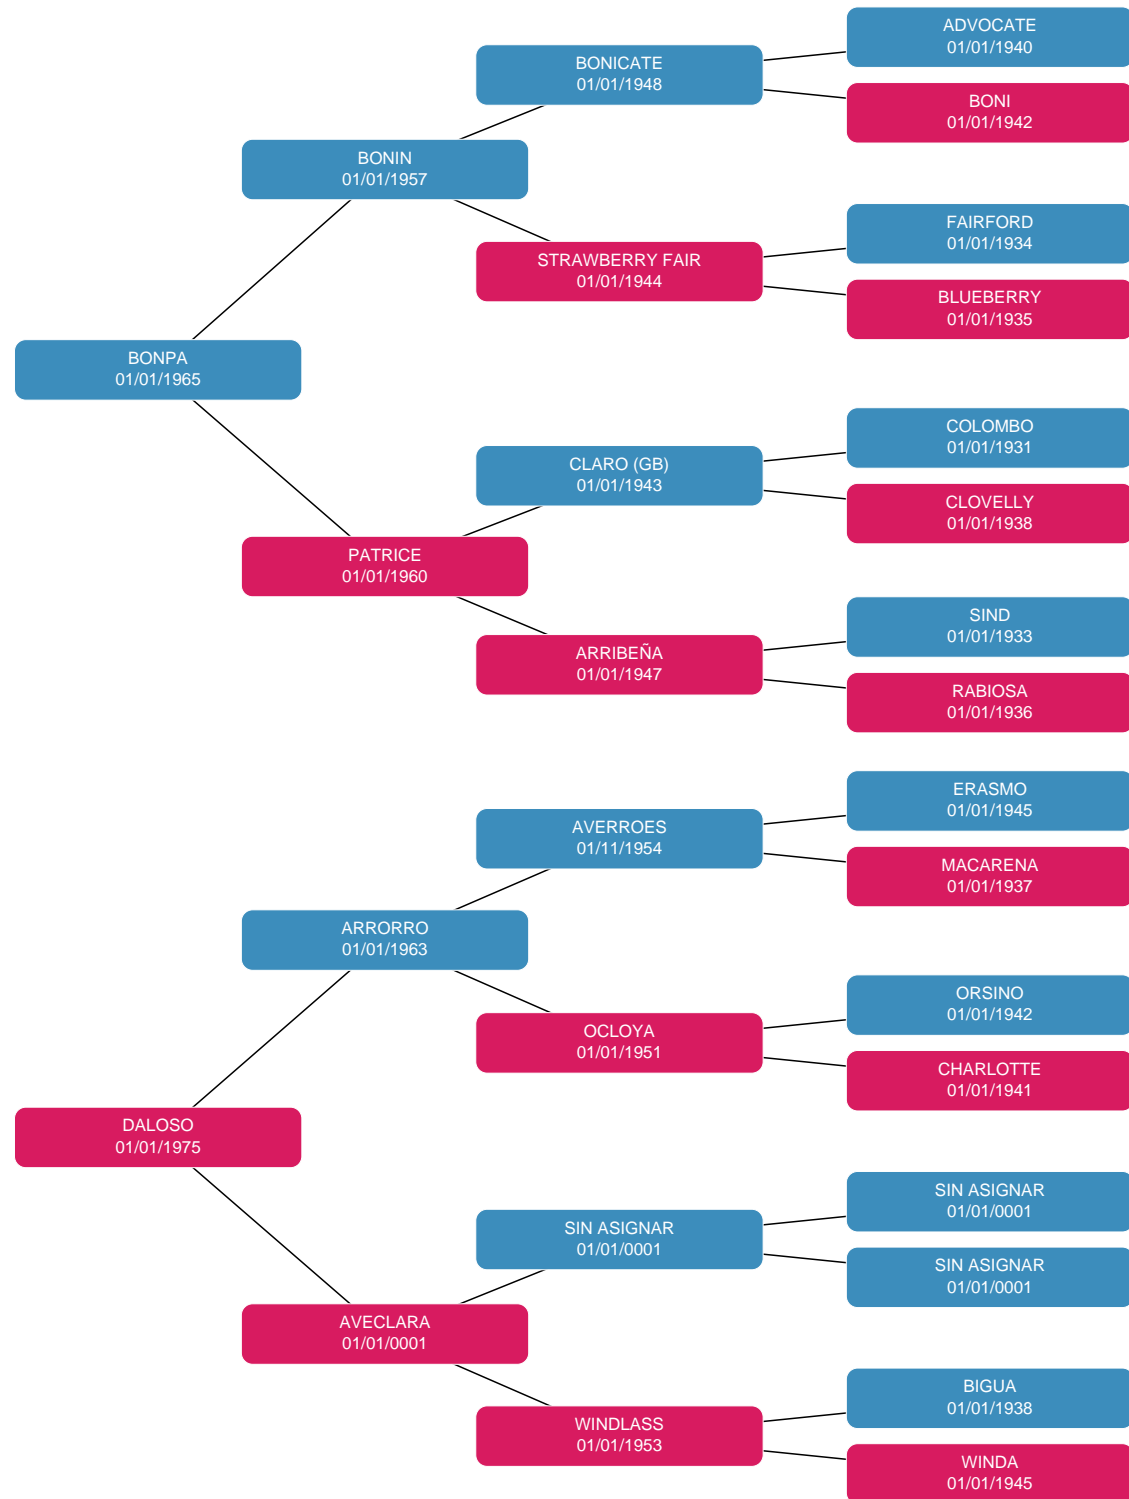 ADVOCATE
01/01/1940
BONICATE
01/01/1948
BONI
01/01/1942
BONIN
01/01/1957
FAIRFORD
01/01/1934
STRAWBERRY FAIR
01/01/1944
BLUEBERRY
01/01/1935
BONPA
01/01/1965
COLOMBO
01/01/1931
CLARO (GB)
01/01/1943
CLOVELLY
01/01/1938
PATRICE
01/01/1960
SIND
01/01/1933
ARRIBEÑA
01/01/1947
RABIOSA
01/01/1936
ERASMO
01/01/1945
AVERROES
01/11/1954
MACARENA
01/01/1937
ARRORRO
01/01/1963
ORSINO
01/01/1942
OCLOYA
01/01/1951
CHARLOTTE
01/01/1941
DALOSO
01/01/1975
SIN ASIGNAR
01/01/0001
SIN ASIGNAR
01/01/0001
SIN ASIGNAR
01/01/0001
AVECLARA
01/01/0001
BIGUA
01/01/1938
WINDLASS
01/01/1953
WINDA
01/01/1945